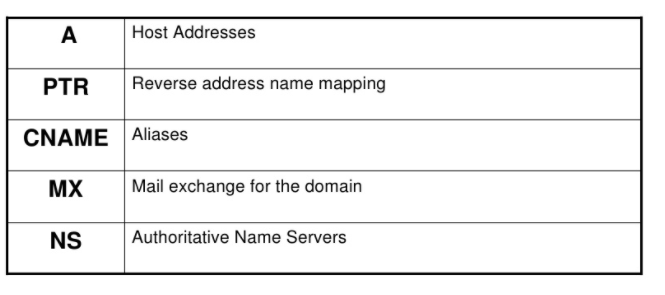 A Host Addresses
PTR Reverse address name mapping
CNAME Aliases
MX Mail exchange for the domain
NS Authoritative Name Servers